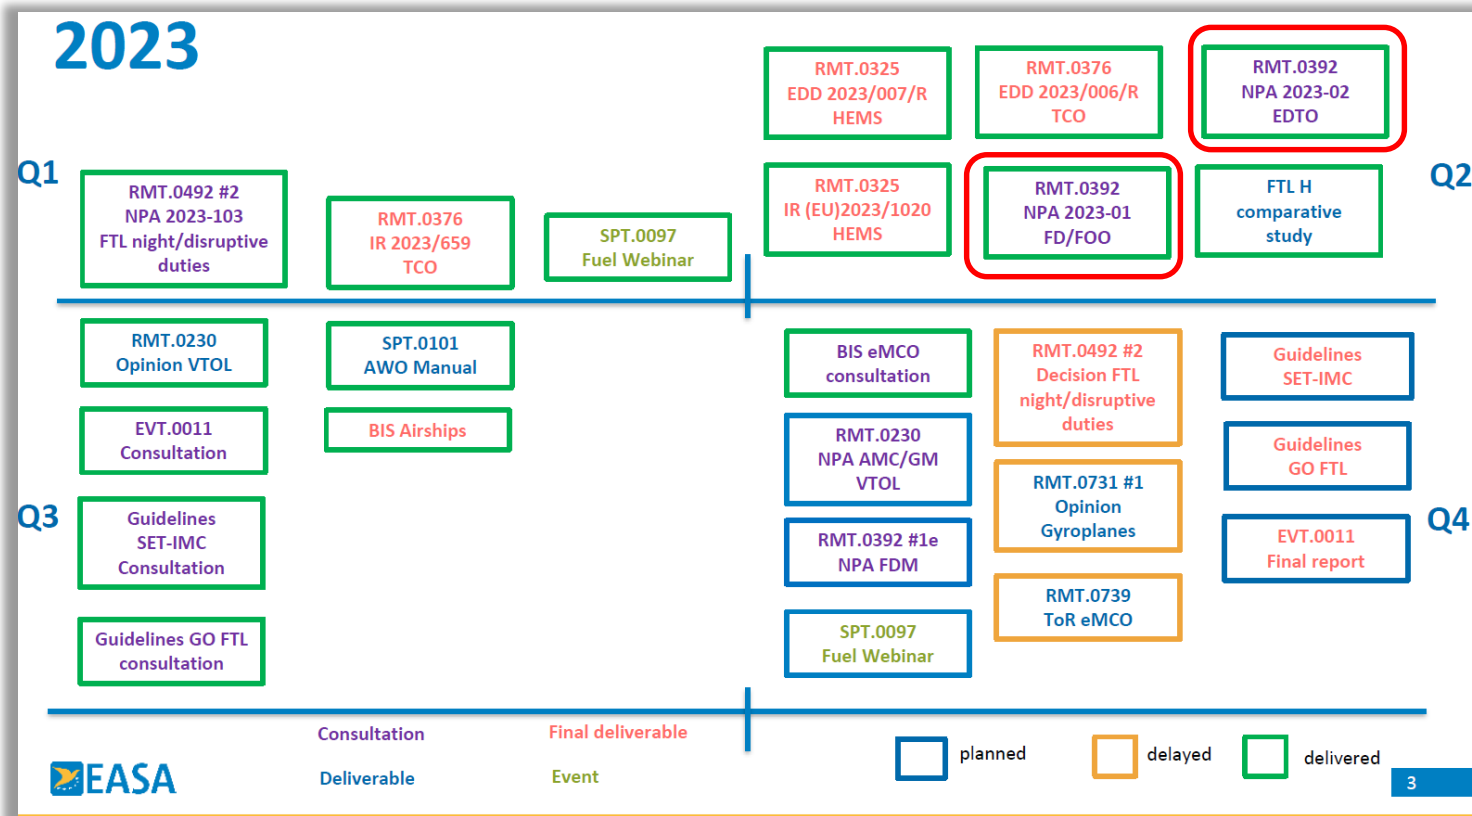 2023
Q1
RMT.0492 #2
NPA 2023-103
FTL night/disruptive
duties
RMT.0376
IR 2023/659
TCO
SPT.0097
Fuel Webinar
RMT.0325
EDD 2023/007/R
HEMS
RMT.0376
EDD 2023/006/R
TCO
RMT.0392
NPA 2023-02
EDTO
RMT.0325
IR (EU)2023/1020
HEMS
RMT.0392
NPA 2023-01
FD/FOO
FTL H
comparative
study
Q2
RMT.0230
Opinion VTOL
SPT.0101
AWO Manual
EVT.0011
Consultation
BIS Airships
Q3
Guidelines
SET-IMC
Consultation
Guidelines GO FTL
consultation
BIS eMCO
consultation
RMT.0492 #2
Decision FTL
night/disruptive
duties
Guidelines
SET-IMC
RMT.0230
NPA AMC/GM
VTOL
Guidelines
GO FTL
RMT.0731 #1
Opinion
Gyroplanes
RMT.0392 #1e
NPA FDM
EVT.0011
Final report
Q4
RMT.0739
ToR eMCO
SPT.0097
Fuel Webinar
Consultation
Final deliverable
Deliverable
Event
planned
delayed
delivered
EASA
3